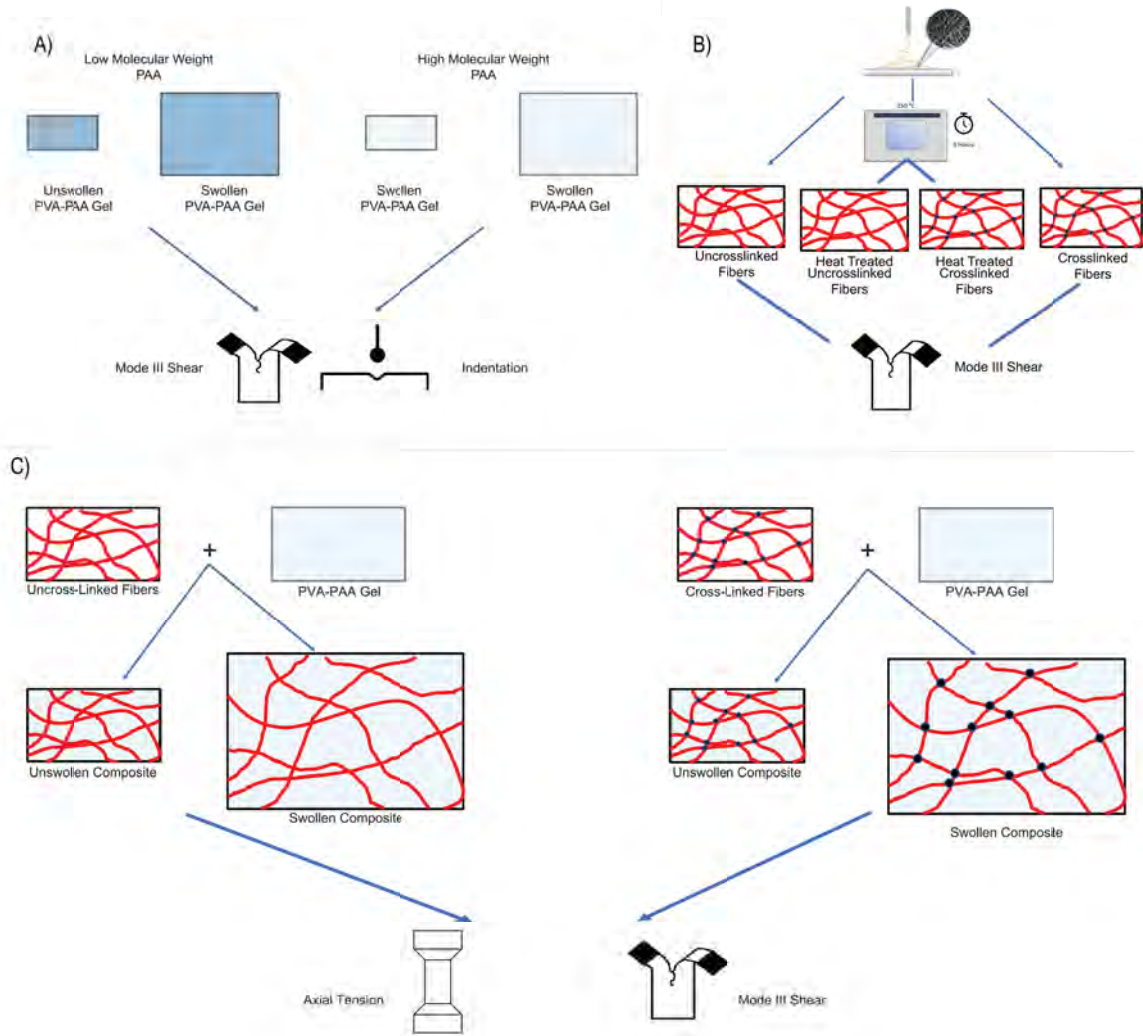 A)
Low Molecular Weight
PAA
High Molecular Weight
PAA
Unswollen
PVA-PAA Gel
Swollen
PVA-PAA Gel
Swollen
PVA-PAA Gel
Swollen
PVA-PAA Gel
Mode III Shear
Indentation
B)
Uncrosslinked
Fibers
Heat Treated
Uncrosslinked
Fibers
Heat Treated
Crosslinked
Fibers
Crosslinked
Fibers
Mode III Shear
C)
Uncross-Linked Fibers
+
PVA-PAA Gel
Cross-Linked Fibers
+
PVA-PAA Gel
Unswollen Composite
Swollen Composite
Unswollen Composite
Swollen Composite
Axial Tension
Mode III Shear